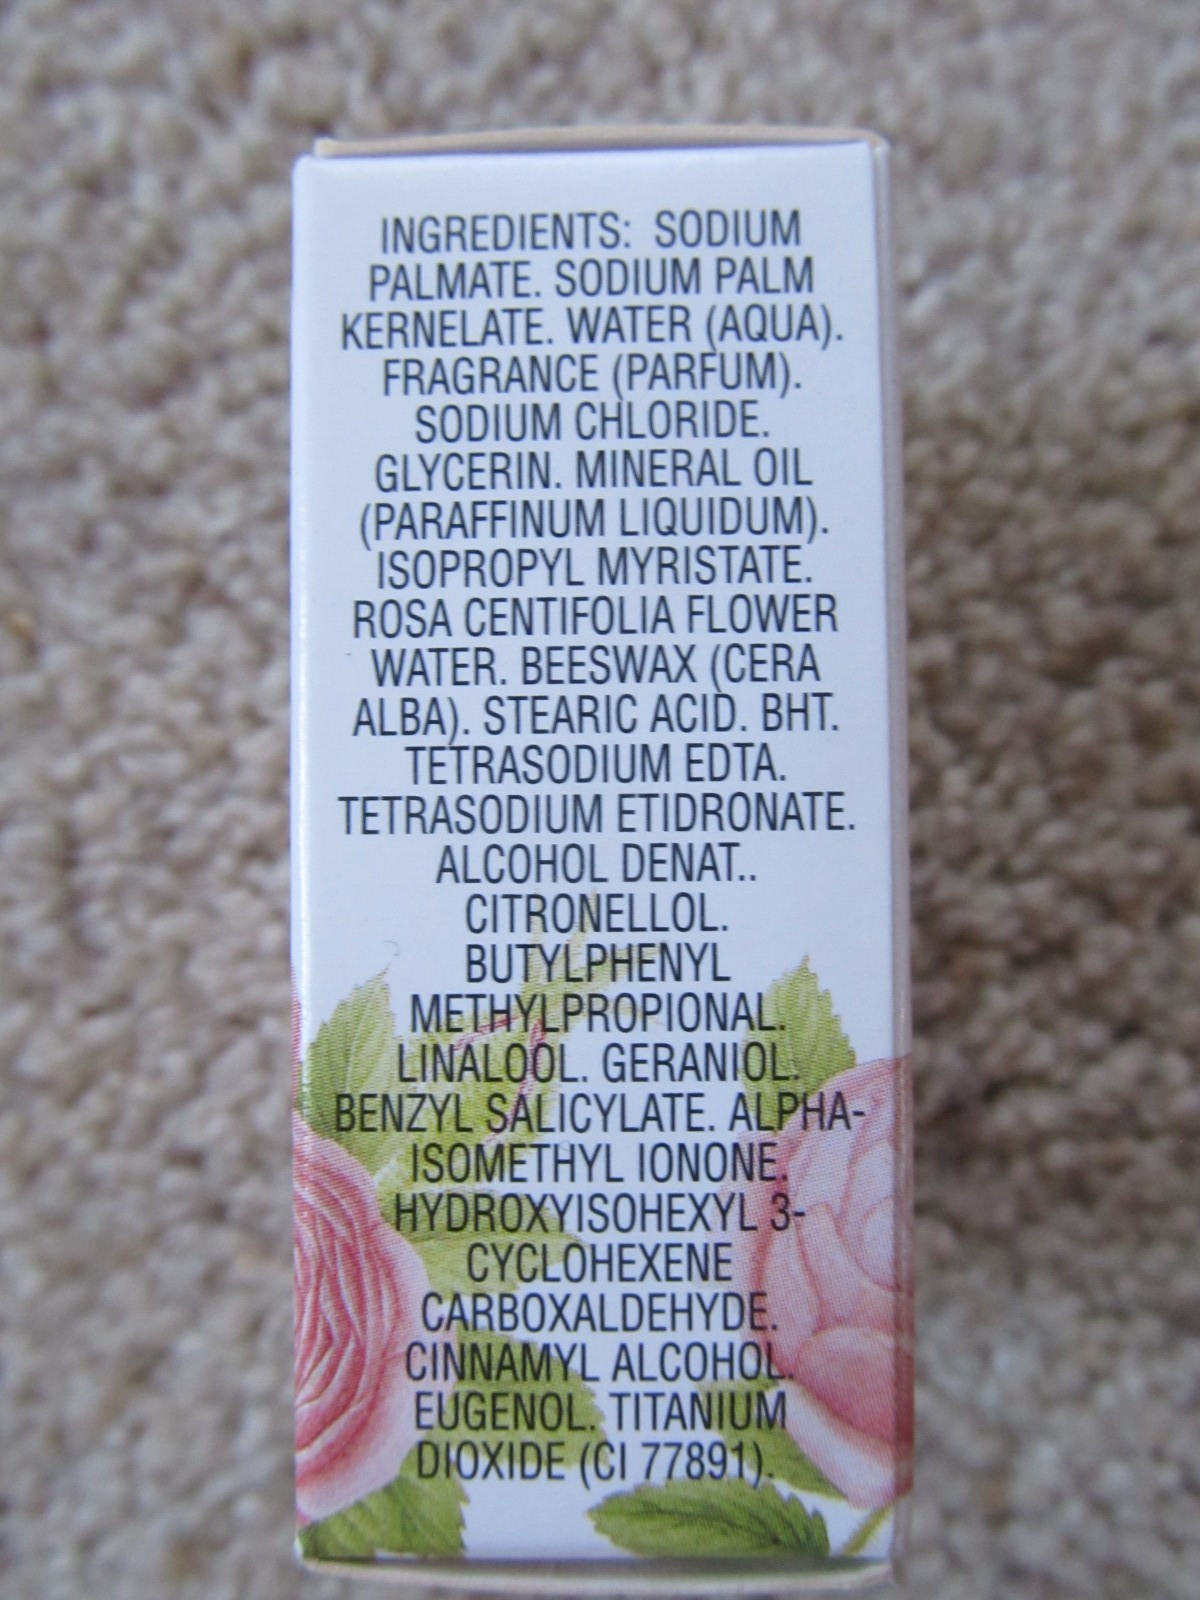 INGREDIENTS: SODIUM
PALMATE. SODIUM PALM
KERNELATE. WATER (AQUA).
FRAGRANCE (PARFUM).
SODIUM CHLORIDE.
GLYCERIN. MINERAL OIL
(PARAFFINUM LIQUIDUM).
ISOPROPYL MYRISTATE.
ROSA CENTIFOLIA FLOWER
WATER. BEESWAX (CERA
ALBA). STEARIC ACID. BHT.
TETRASODIUM EDTA.
TETRASODIUM ETIDRONATE.
ALCOHOL DENAT..
CITRONELLOL.
BUTYLPHENYL
METHYLPROPIONAL.
LINALOOL. GERANIOL.
BENZYL SALICYLATE. ALPHA-
ISOMETHYL IONONE.
HYDROXYISOHEXYL 3-
CYCLOHEXENE
CARBOXALDEHYDE.
CINNAMYL ALCOHOL.
EUGENOL. TITANIUM
DIOXIDE (CI 77891).